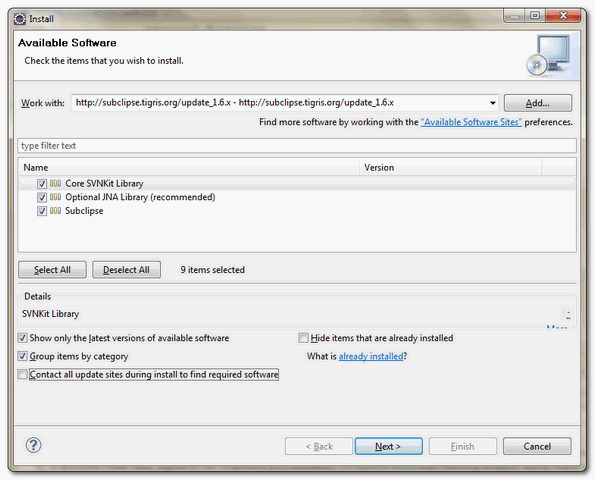 Install
Available Software
Check the items that you wish to install.
Work with: http://subclipse.tigris.org/update_1.6.x - http://subclipse.tigris.org/update_1.6.x Add...
Find more software by working with the "Available Software Sites" preferences.
type filter text
Name Version
Core SVNKit Library
Optional JNA Library (recommended)
Subclipse
Select All Deselect All 9 items selected
Details
SVNKit Library
Show only the latest versions of available software Hide items that are already installed
Group items by category What is already installed?
Contact all update sites during install to find required software
? < Back Next > Finish Cancel